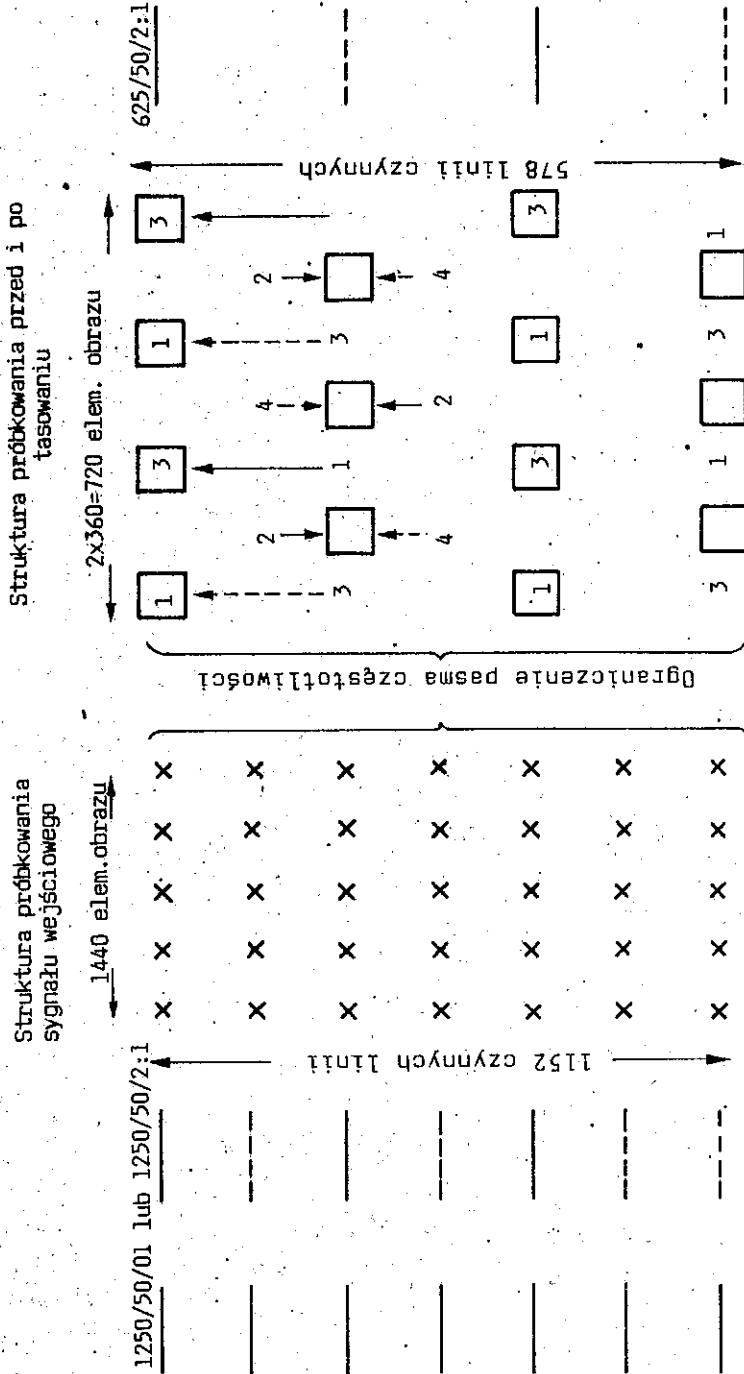 1250/50/01 lub 1250/50/2:1
1152 czynnych linii
Struktura próbkowania
sygnału wejściowego
1440 elem.obrazu
Ograniczenie pasma częstotliwości
Struktura próbkowania przed i po
tasowaniu
2x360=720 elem. obrazu
1 3 1 3
2 4 2
3 1 3
4 2 4
1 3 1 3
3 1 3 1
578 linii czynnych
625/50/2:1